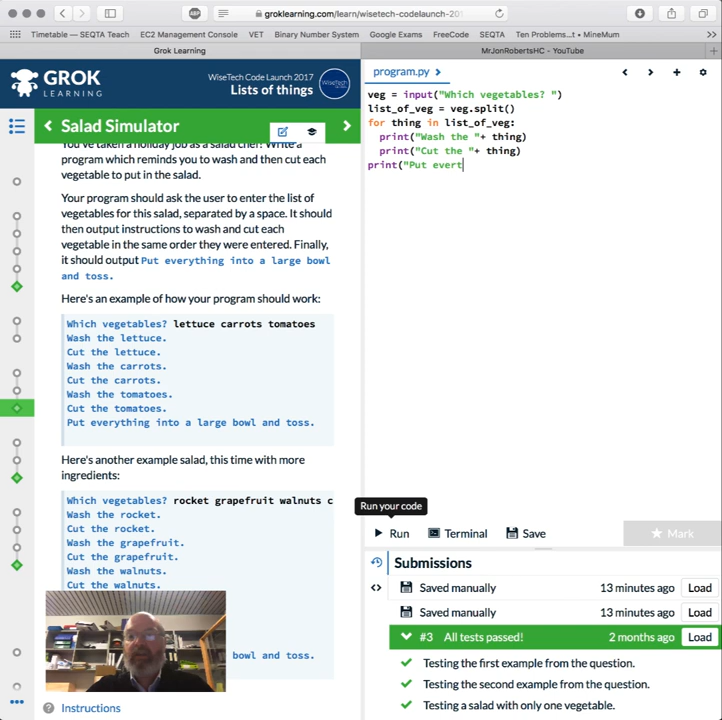 groklearning.com/learn/wisetech-codelaunch-201
Timetable — SEQTA Teach
EC2 Management Console
VET
Binary Number System
Google Exams
FreeCode
SEQTA
Ten Problems…t • MineMum
Grok Learning
MrJonRobertsHC - YouTube
GROK
LEARNING
WiseTech Code Launch 2017
Lists of things
WiseTech
Salad Simulator
You've taken a holiday job as a salad chef! Write a
program which reminds you to wash and then cut each
vegetable to put in the salad.
Your program should ask the user to enter the list of
vegetables for this salad, separated by a space. It should
then output instructions to wash and cut each
vegetable in the same order they were entered. Finally,
it should output Put everything into a large bowl
and toss.
Here's an example of how your program should work:
Which vegetables? lettuce carrots tomatoes
Wash the lettuce.
Cut the lettuce.
Wash the carrots.
Cut the carrots.
Wash the tomatoes.
Cut the tomatoes.
Put everything into a large bowl and toss.
Here's another example salad, this time with more
ingredients:
Which vegetables? rocket grapefruit walnuts c
Wash the rocket.
Cut the rocket.
Wash the grapefruit.
Cut the grapefruit.
Wash the walnuts.
Cut the walnuts.
bowl and toss.
Instructions
program.py
veg = input("Which vegetables? ")
list_of_veg = veg.split()
for thing in list_of_veg:
print("Wash the "+ thing)
print("Cut the "+ thing)
print("Put evert
Run your code
Run
Terminal
Save
Mark
Submissions
Saved manually 13 minutes ago Load
Saved manually 13 minutes ago Load
#3 All tests passed! 2 months ago Load
Testing the first example from the question.
Testing the second example from the question.
Testing a salad with only one vegetable.